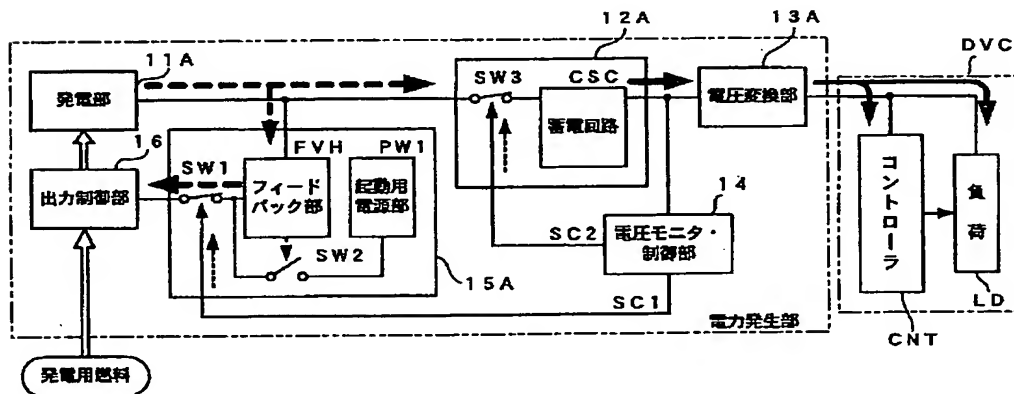 12A
13A
11A
DVC
SW3
CSC
発電部
蓄電回路
電圧変換部
16
SW1
FVH
PW1
出力制御部
フィード
バック部
起動用
電源部
14
SW2
SC2
電圧モニタ・
制御部
コントローラ
負荷
15A
SC1
LD
電力発生部
CNT
発電用燃料